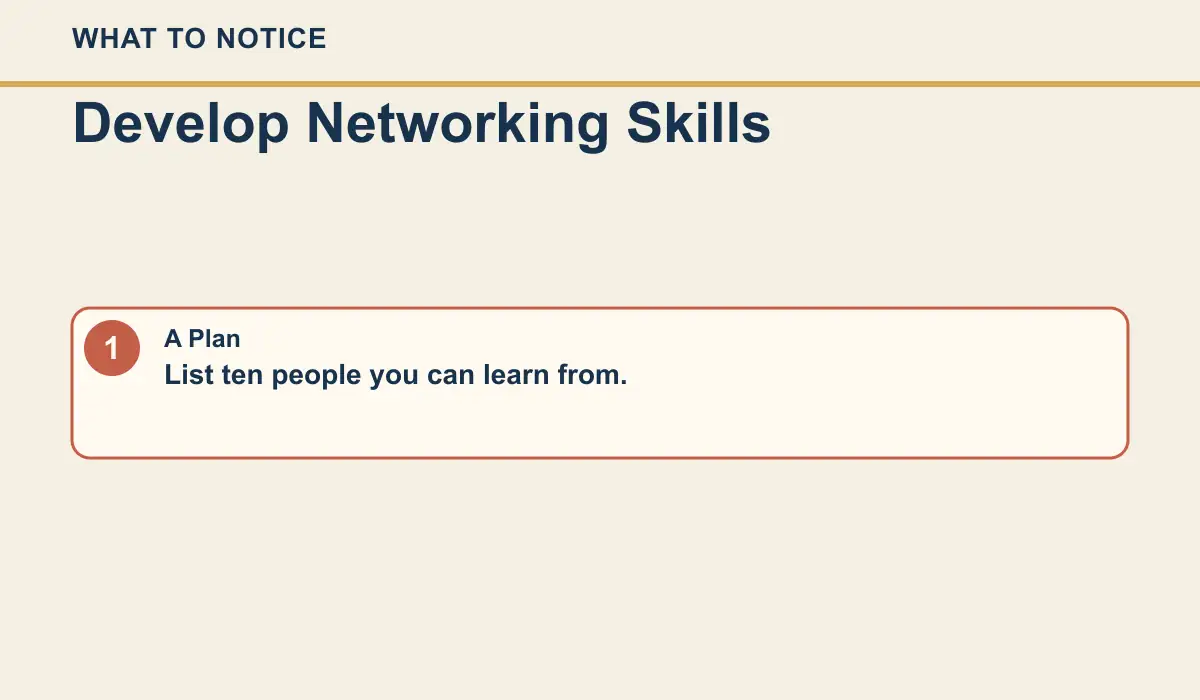 WHAT TO NOTICE
Develop Networking Skills
1
A Plan
List ten people you can learn from.